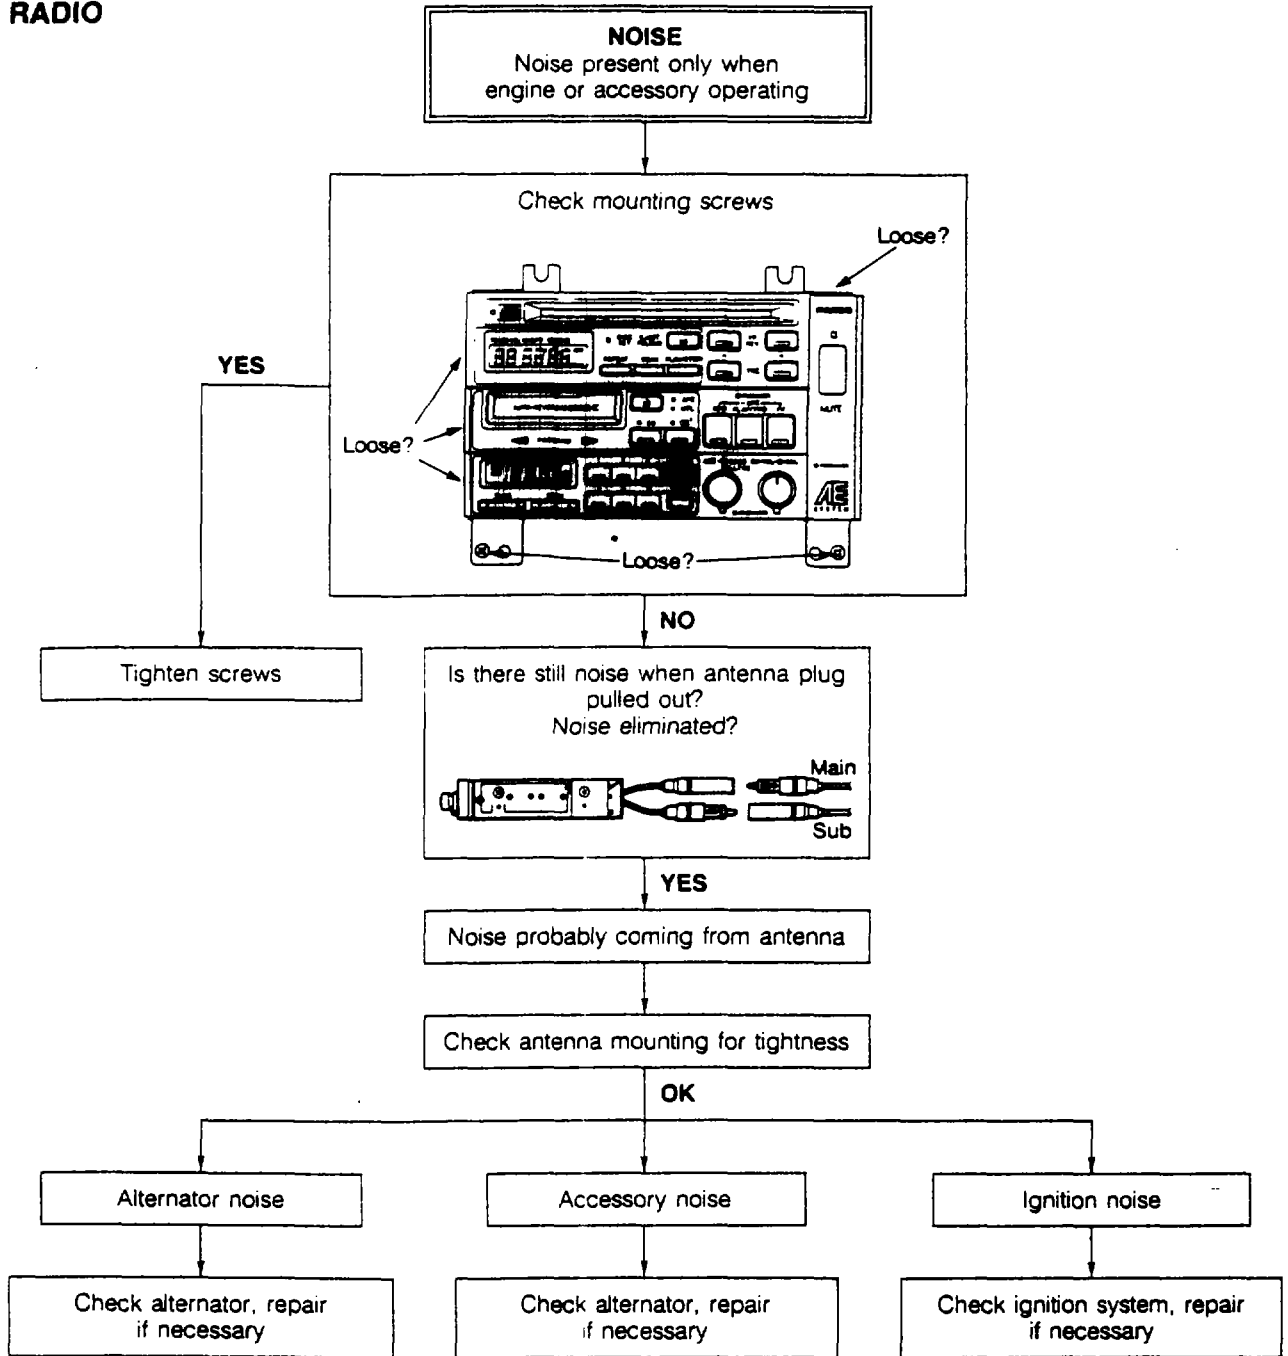 RADIO
NOISE
Noise present only when
engine or accessory operating
Check mounting screws
Loose?
YES
Loose?
MUTE
AE
SYSTEM
Loose?
NO
Tighten screws
Is there still noise when antenna plug
pulled out?
Noise eliminated?
Main
Sub
YES
Noise probably coming from antenna
Check antenna mounting for tightness
OK
Alternator noise
Accessory noise
Ignition noise
Check alternator, repair
if necessary
Check alternator, repair
if necessary
Check ignition system, repair
if necessary